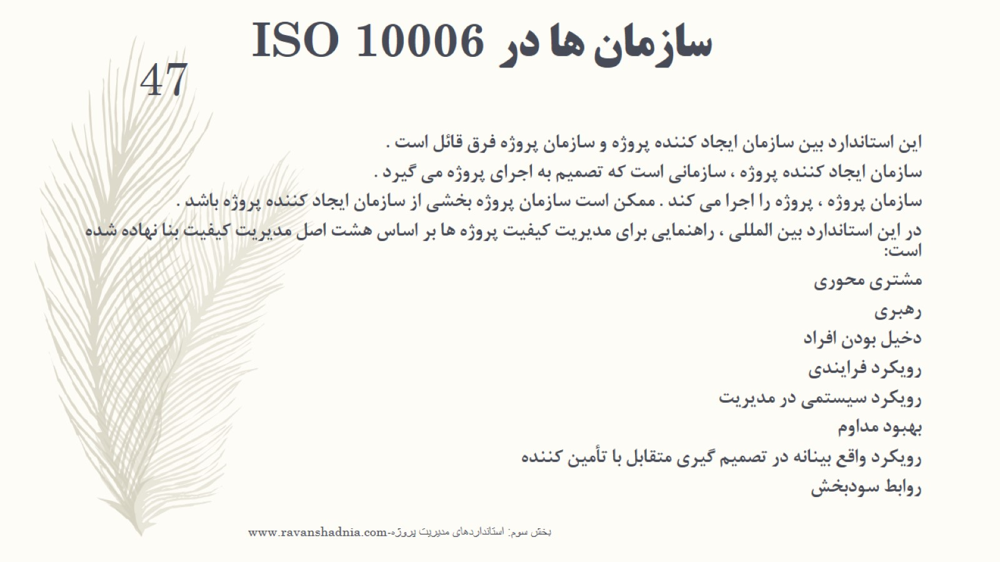 سازمان ها در ISO 10006
47
این استاندارد بین سازمان ایجاد کننده پروژه و سازمان پروژه فرق قائل است .
سازمان ایجاد کننده پروژه ، سازمانی است که تصمیم به اجرای پروژه می گیرد .
سازمان پروژه ، پروژه را اجرا می کند . ممکن است سازمان پروژه بخشی از سازمان ایجاد کننده پروژه باشد .
در این استاندارد بین المللی ، راهنمایی برای مدیریت کیفیت پروژه ها بر اساس هشت اصل مدیریت کیفیت بنا نهاده شده
است:
مشتری محوری
رهبری
دخیل بودن افراد
رویکرد فرایندی
رویکرد سیستمی در مدیریت
بهبود مداوم
رویکرد واقع بینانه در تصمیم گیری متقابل با تأمین کننده
روابط سودبخش
بخش سوم: استانداردهای مدیریت پروژه-www.ravanshadnia.com